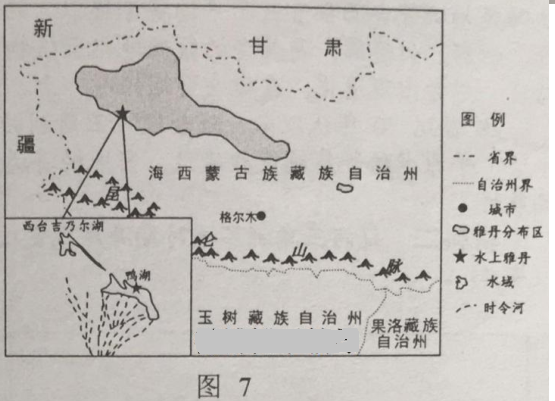 新
甘 肃
疆
海 西 蒙 古 族 藏 族 自 治 州
昆
仑
山
脉
格尔木
西台吉乃尔湖
鸭湖
玉 树 藏 族 自 治 州
果洛藏族
自治州
图 例
省界
自治州界
城市
雅丹分布区
水上雅丹
水域
时令河
图 7